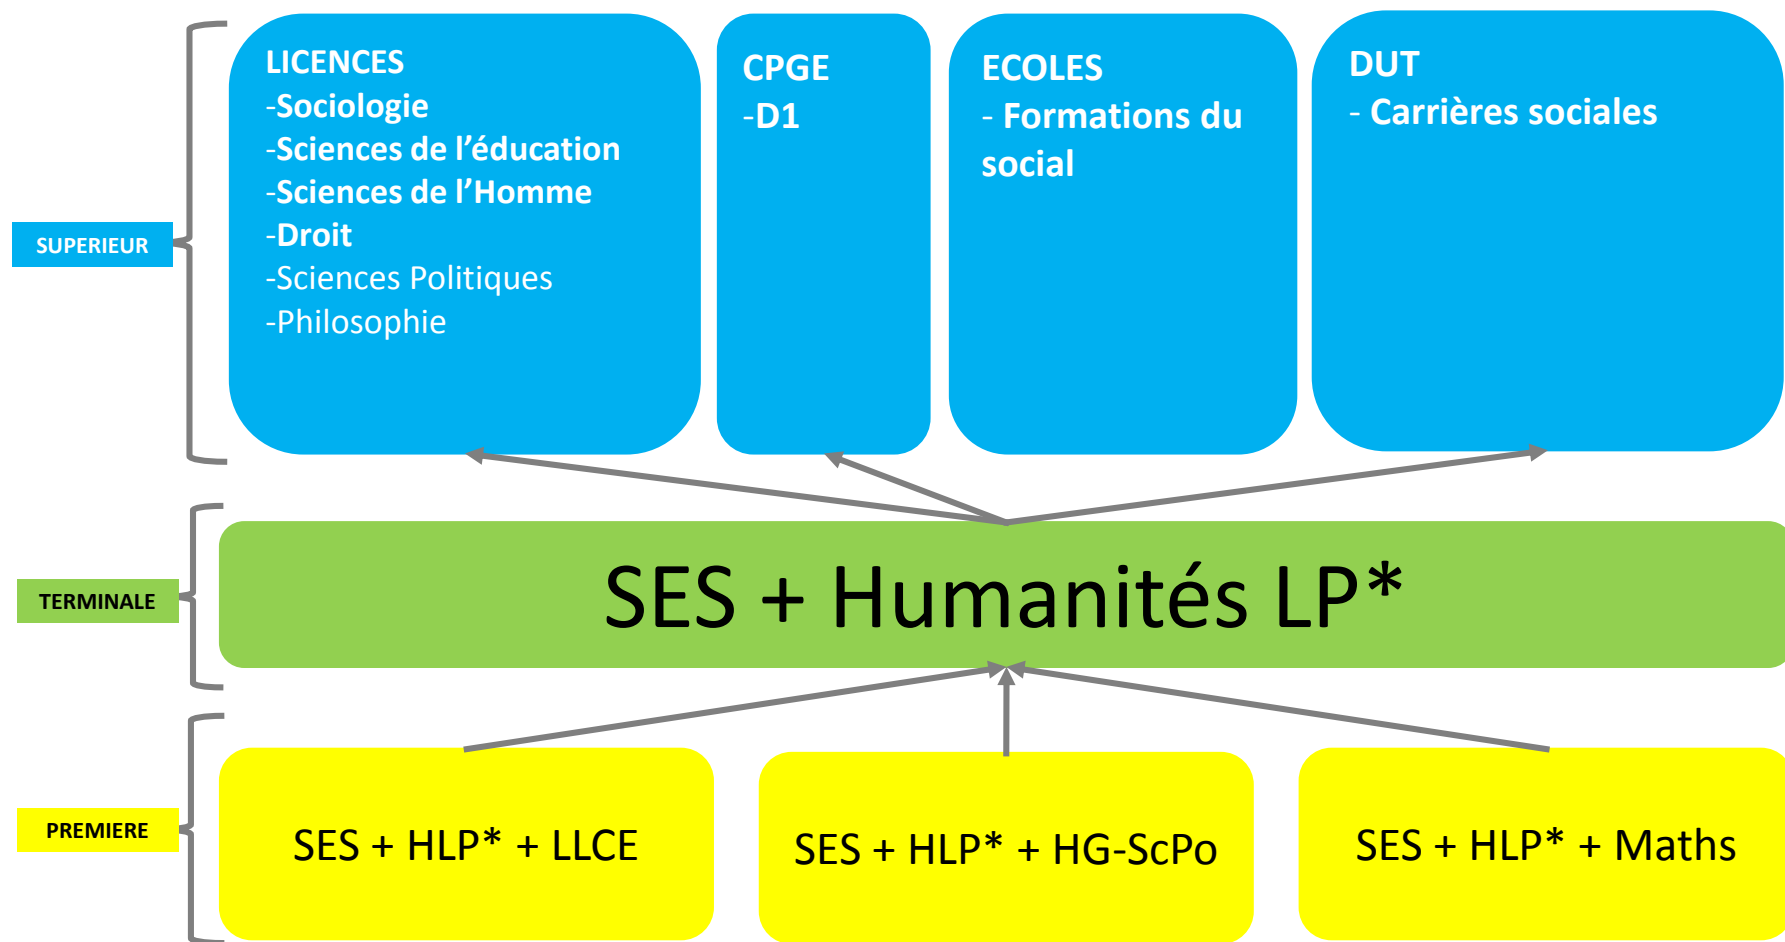 LICENCES
-Sociologie
-Sciences de l’éducation
-Sciences de l’Homme
-Droit
-Sciences Politiques
-Philosophie
CPGE
-D1
ECOLES
- Formations du
social
DUT
- Carrières sociales
SUPERIEUR
TERMINALE
SES + Humanités LP*
PREMIERE
SES + HLP* + LLCE
SES + HLP* + HG-ScPo
SES + HLP* + Maths